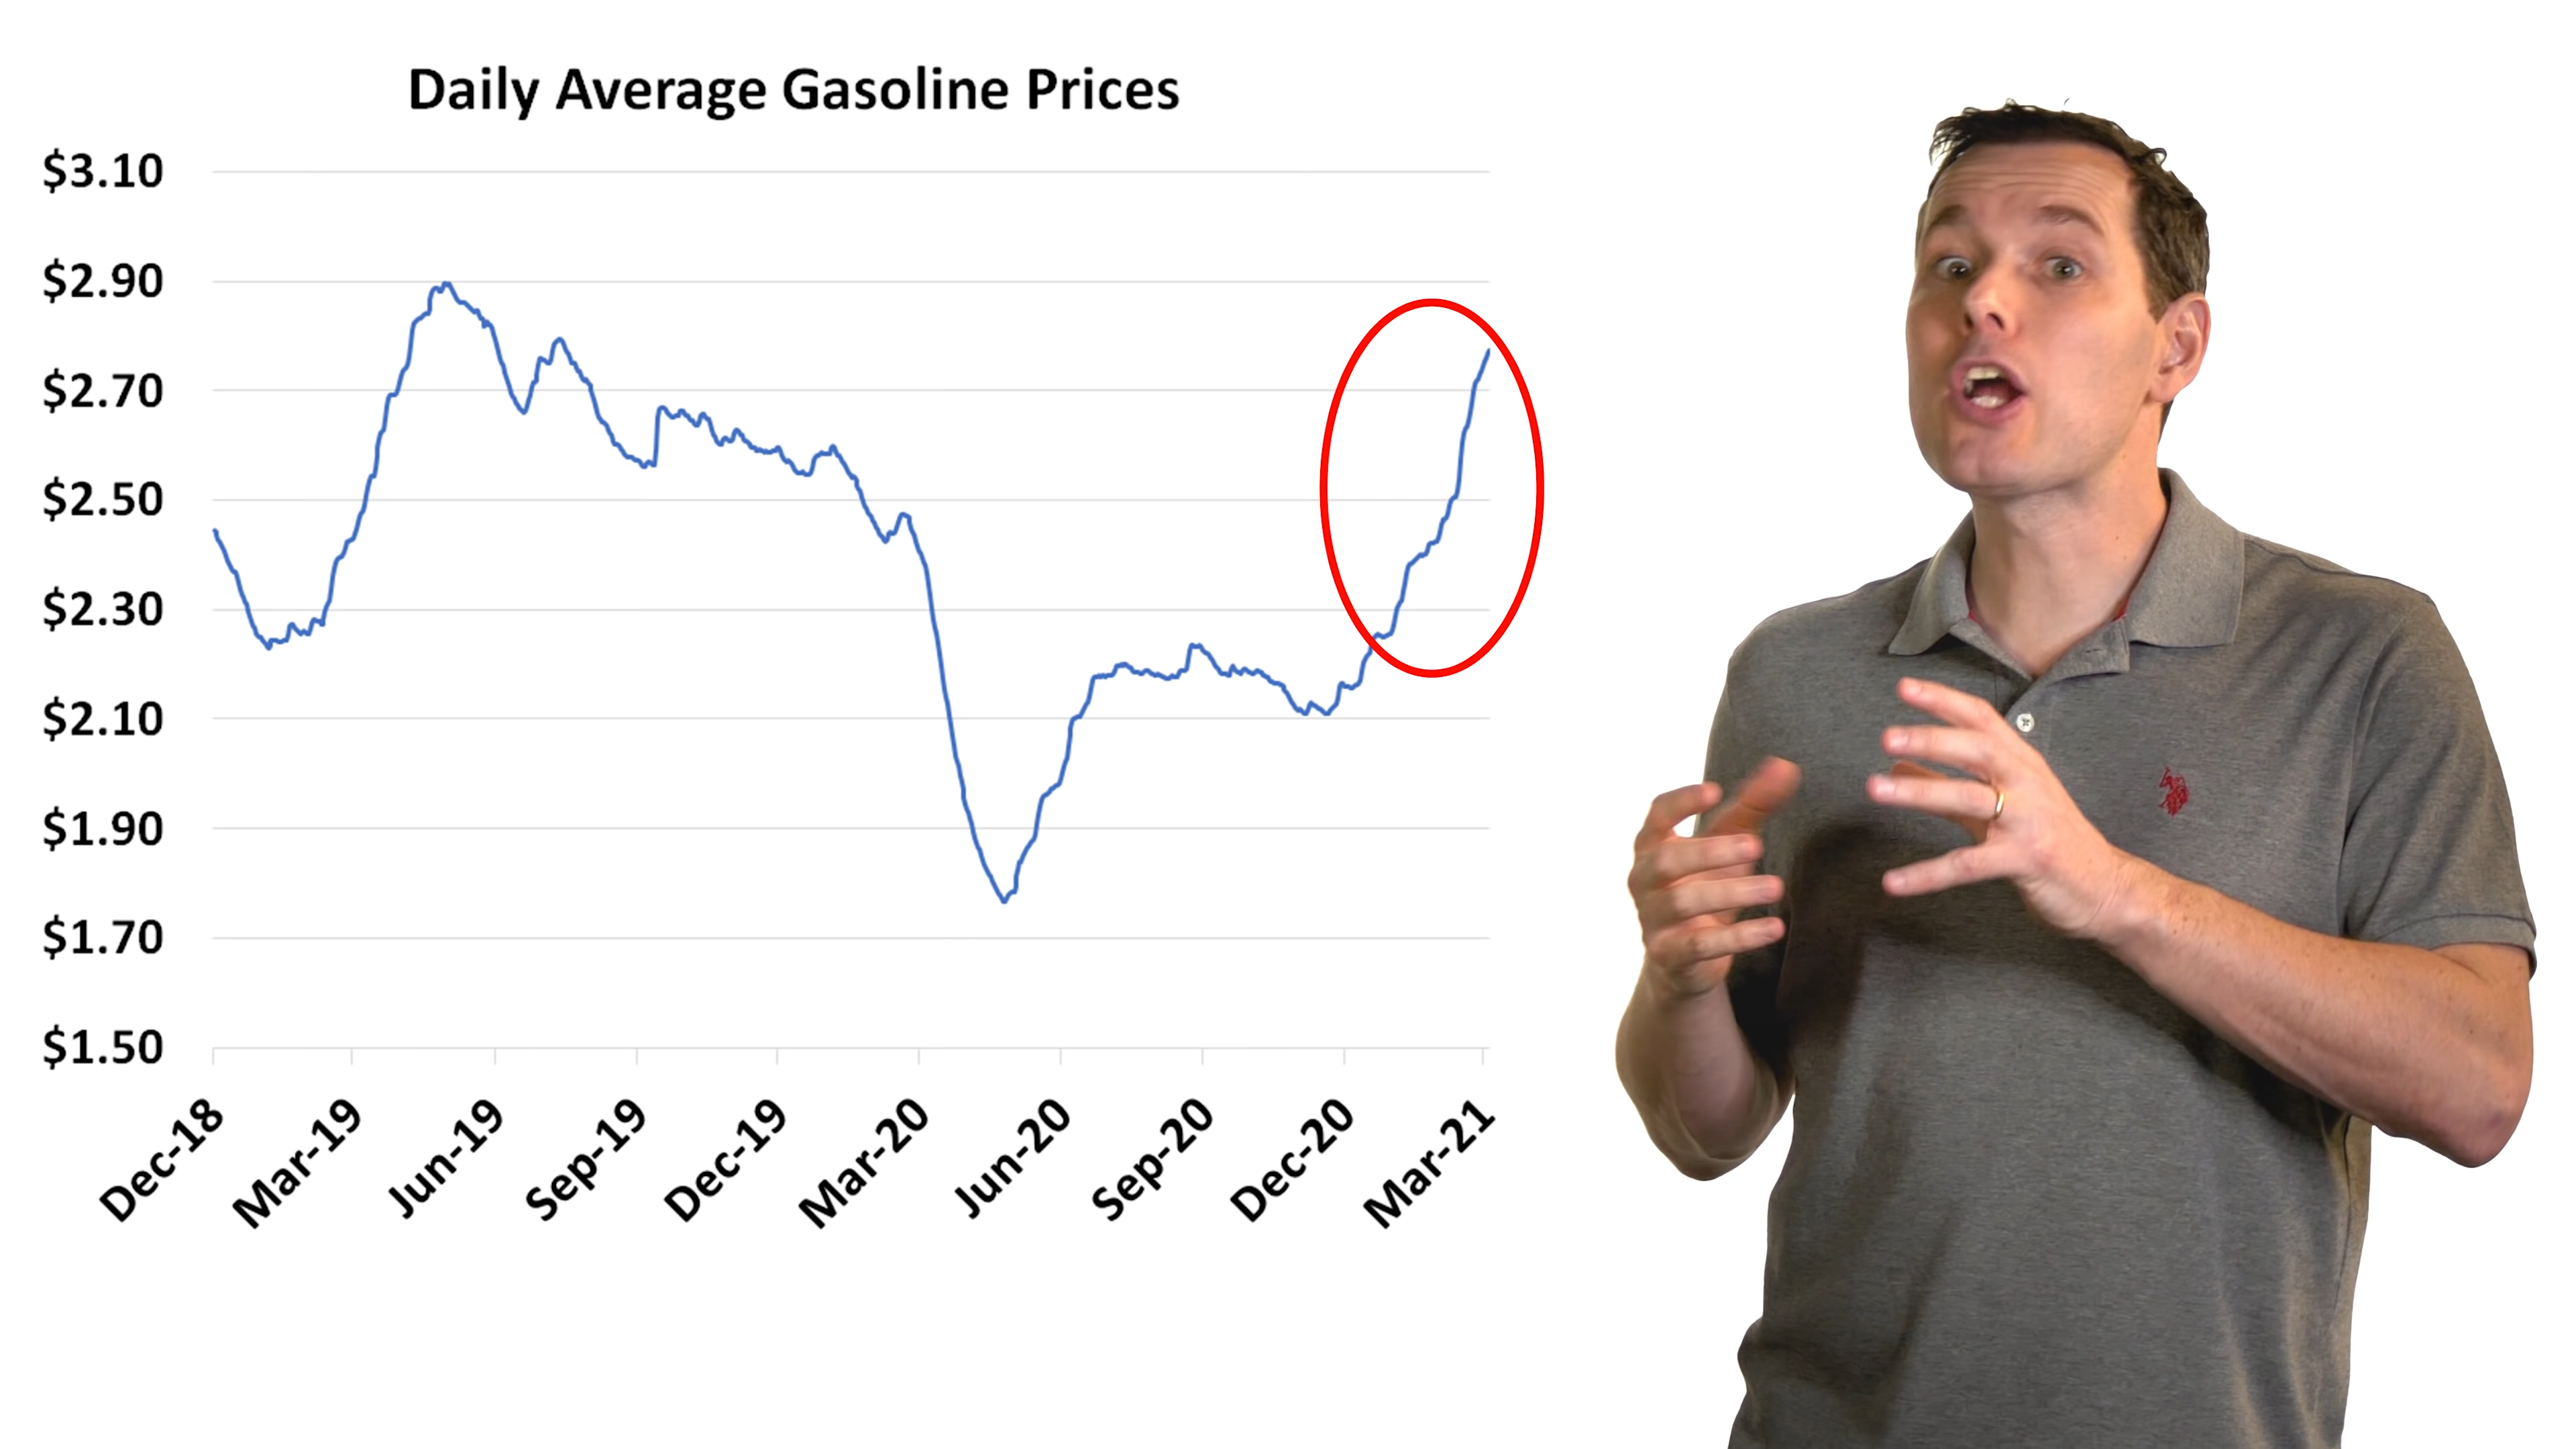 Daily Average Gasoline Prices
$3.10
$2.90
$2.70
$2.50
$2.30
$2.10
$1.90
$1.70
$1.50
Dec-18
Mar-19
Jun-19
Sep-19
Dec-19
Mar-20
Jun-20
Sep-20
Dec-20
Mar-21